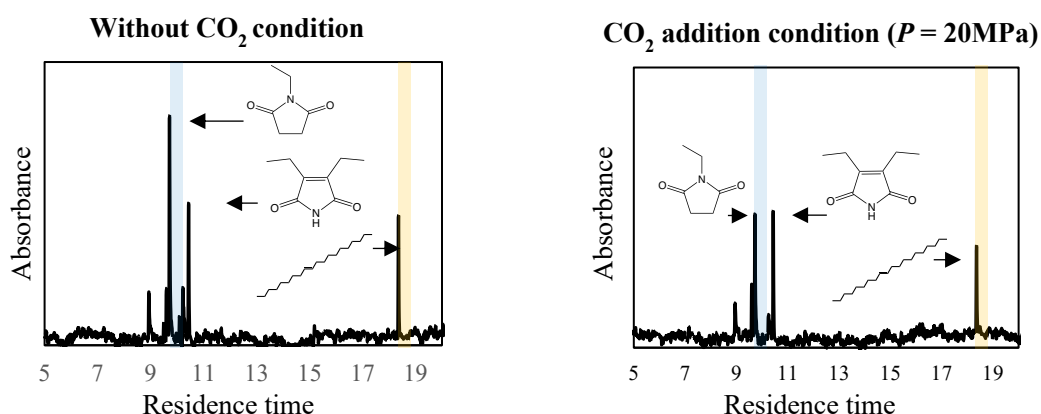 Without CO2 condition
Absorbance
N
O
O
O
O
N
H
5 7 9 11 13 15 17 19
Residence time
CO2 addition condition (P = 20MPa)
Absorbance
N
O
O
O
O
N
H
5 7 9 11 13 15 17 19
Residence time